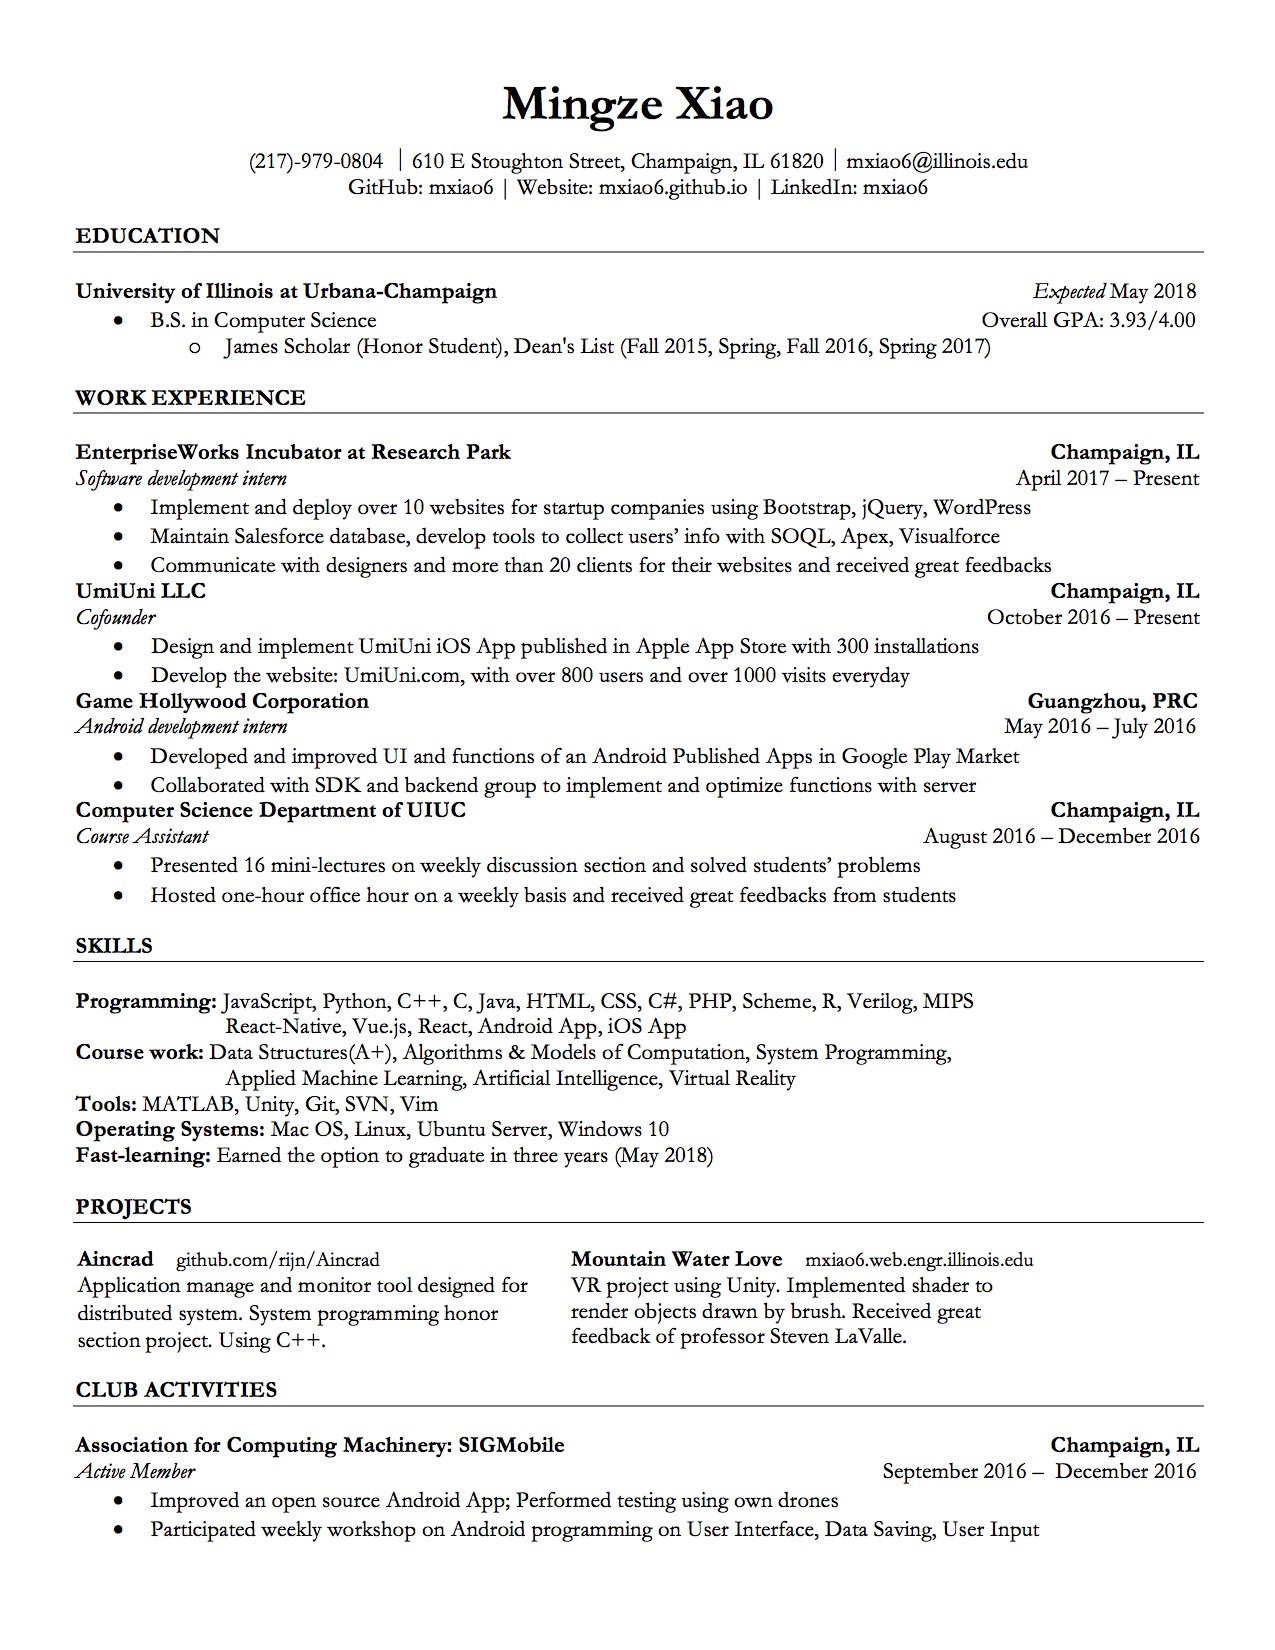 Mingze Xiao
(217)-979-0804 | 610 E Stoughton Street, Champaign, IL 61820 | mxiao6@illinois.edu
GitHub: mxiao6 | Website: mxiao6.github.io | LinkedIn: mxiao6
EDUCATION
University of Illinois at Urbana-Champaign Expected May 2018
• B.S. in Computer Science Overall GPA: 3.93/4.00
o James Scholar (Honor Student), Dean's List (Fall 2015, Spring, Fall 2016, Spring 2017)
WORK EXPERIENCE
EnterpriseWorks Incubator at Research Park Champaign, IL
Software development intern April 2017 – Present
• Implement and deploy over 10 websites for startup companies using Bootstrap, jQuery, WordPress
• Maintain Salesforce database, develop tools to collect users’ info with SOQL, Apex, Visualforce
• Communicate with designers and more than 20 clients for their websites and received great feedbacks
UmiUni LLC Champaign, IL
Cofounder October 2016 – Present
• Design and implement UmiUni iOS App published in Apple App Store with 300 installations
• Develop the website: UmiUni.com, with over 800 users and over 1000 visits everyday
Game Hollywood Corporation Guangzhou, PRC
Android development intern May 2016 – July 2016
• Developed and improved UI and functions of an Android Published Apps in Google Play Market
• Collaborated with SDK and backend group to implement and optimize functions with server
Computer Science Department of UIUC Champaign, IL
Course Assistant August 2016 – December 2016
• Presented 16 mini-lectures on weekly discussion section and solved students’ problems
• Hosted one-hour office hour on a weekly basis and received great feedbacks from students
SKILLS
Programming: JavaScript, Python, C++, C, Java, HTML, CSS, C#, PHP, Scheme, R, Verilog, MIPS
React-Native, Vue.js, React, Android App, iOS App
Course work: Data Structures(A+), Algorithms & Models of Computation, System Programming,
Applied Machine Learning, Artificial Intelligence, Virtual Reality
Tools: MATLAB, Unity, Git, SVN, Vim
Operating Systems: Mac OS, Linux, Ubuntu Server, Windows 10
Fast-learning: Earned the option to graduate in three years (May 2018)
PROJECTS
Aincrad github.com/rijn/Aincrad
Application manage and monitor tool designed for
distributed system. System programming honor
section project. Using C++.
Mountain Water Love mxiao6.web.engr.illinois.edu
VR project using Unity. Implemented shader to
render objects drawn by brush. Received great
feedback of professor Steven LaValle.
CLUB ACTIVITIES
Association for Computing Machinery: SIGMobile Champaign, IL
Active Member September 2016 – December 2016
• Improved an open source Android App; Performed testing using own drones
• Participated weekly workshop on Android programming on User Interface, Data Saving, User Input